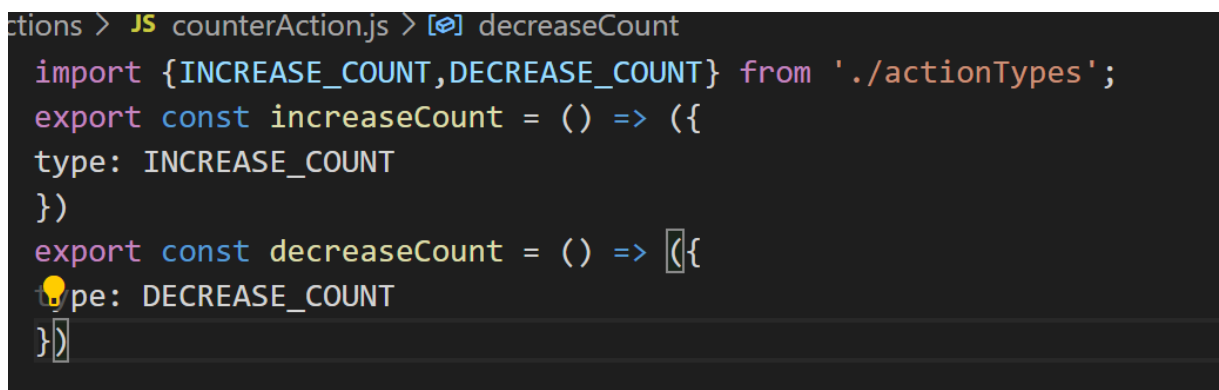 ctions > JS counterAction.js > decreaseCount
import {INCREASE_COUNT,DECREASE_COUNT} from './actionTypes';
export const increaseCount = () => ({
type: INCREASE_COUNT
})
export const decreaseCount = () => ({
type: DECREASE_COUNT
})